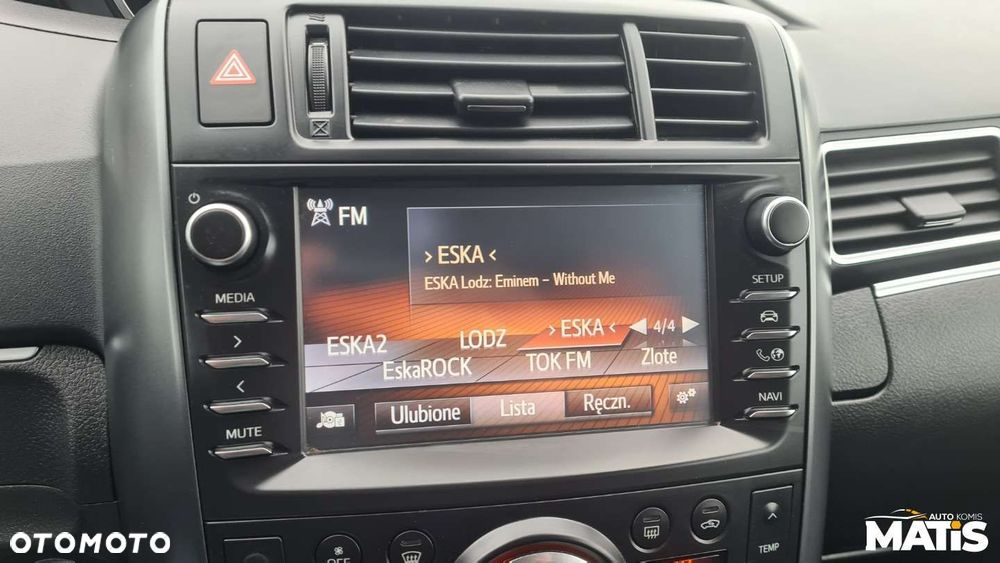 FM
> ESKA <
ESKA Lodz: Eminem - Without Me
ESKA2
LODZ
> ESKA <
4/4
EskaROCK
TOK FM
Zlote
Ulubione
Lista
Ręczn.
MEDIA
>
<
MUTE
SETUP
NAVI
OFF
TEMP
OTOMOTO
AUTO KOMIS
MATIS